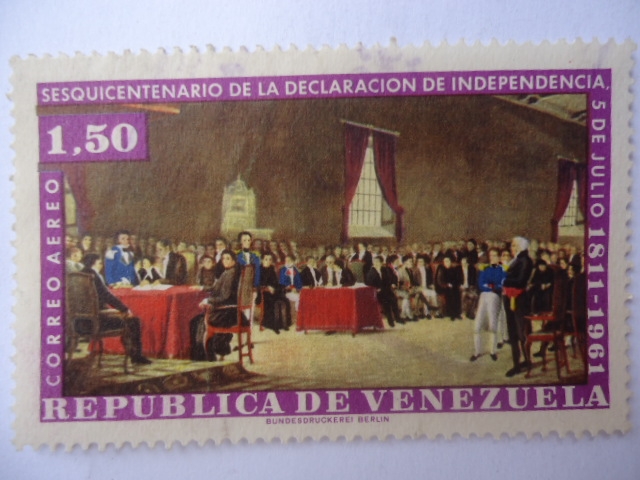 SESQUICENTENARIO DE LA DECLARACION DE INDEPENDENCIA,
5 DE JULIO 1811-1961
1,50
CORREO AEREO
REPUBLICA DE VENEZUELA
BUNDESDRUCKEREI BERLIN